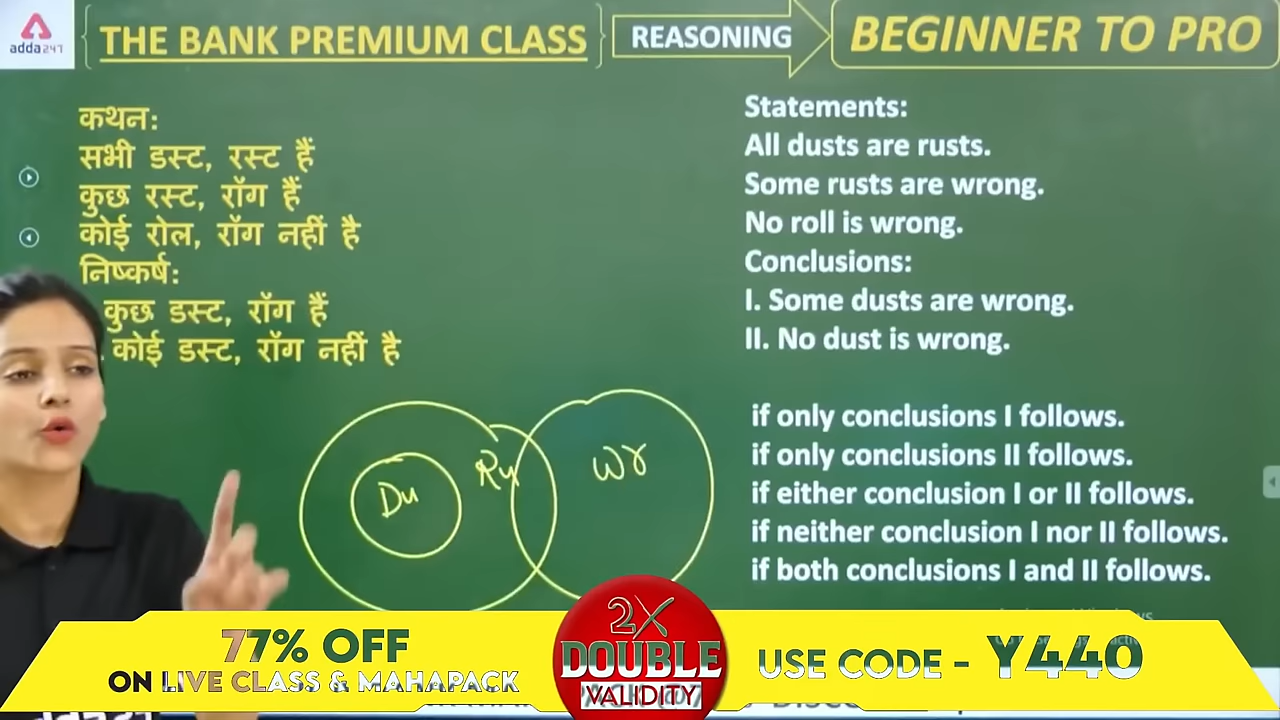 adda247
THE BANK PREMIUM CLASS
REASONING
BEGINNER TO PRO
कथन:
सभी डस्ट, रस्ट हैं
कुछ रस्ट, रॉग हैं
कोई रोल, रॉग नहीं है
निष्कर्ष:
कुछ डस्ट, रॉग हैं
. कोई डस्ट, रॉग नहीं है
Statements:
All dusts are rusts.
Some rusts are wrong.
No roll is wrong.
Conclusions:
I. Some dusts are wrong.
II. No dust is wrong.
if only conclusions I follows.
if only conclusions II follows.
if either conclusion I or II follows.
if neither conclusion I nor II follows.
if both conclusions I and II follows.
Du
Ru
Wr
77% OFF
ON LIVE CLASS & MAHAPACK
2X
DOUBLE
VALIDITY
USE CODE - Y440